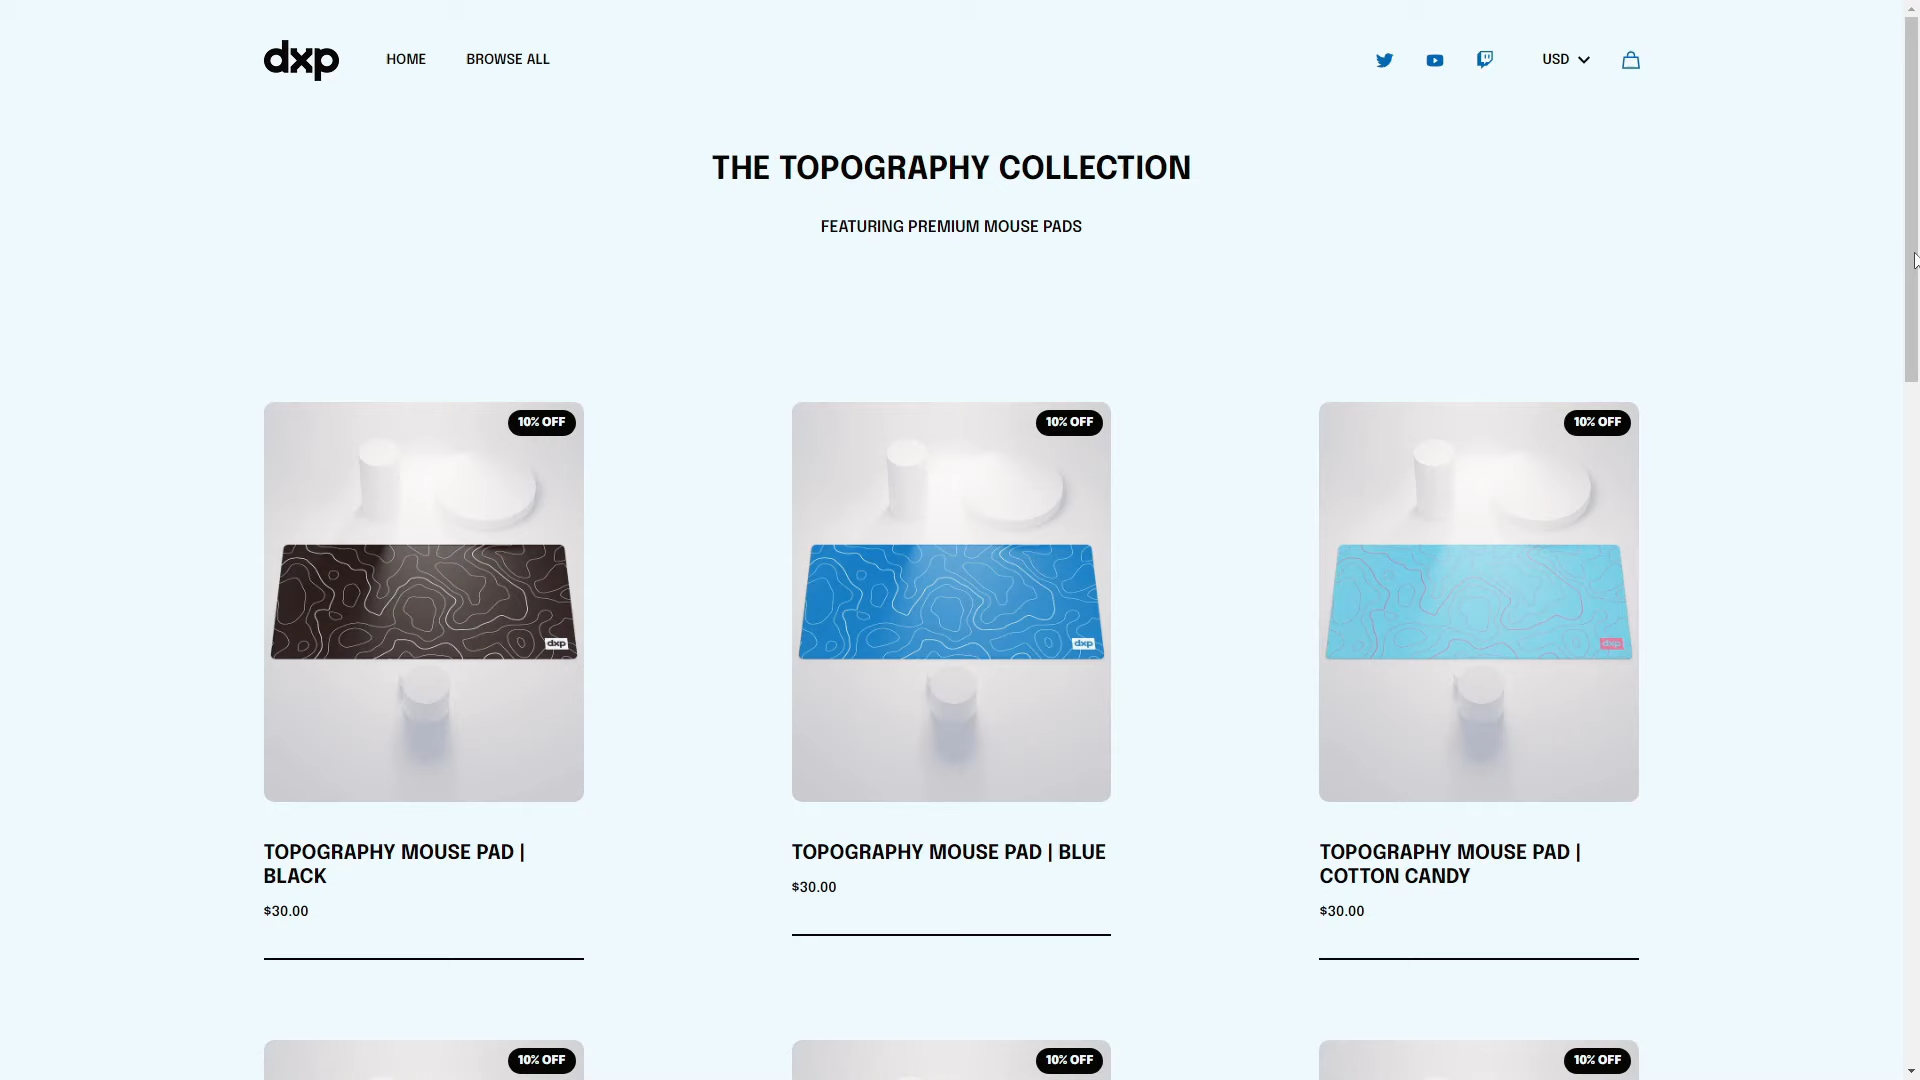 dxp
HOME
BROWSE ALL
USD
THE TOPOGRAPHY COLLECTION
FEATURING PREMIUM MOUSE PADS
10% OFF
10% OFF
10% OFF
dxp
dxp
dxp
TOPOGRAPHY MOUSE PAD |
BLACK
$30.00
TOPOGRAPHY MOUSE PAD | BLUE
$30.00
TOPOGRAPHY MOUSE PAD |
COTTON CANDY
$30.00
10% OFF
10% OFF
10% OFF